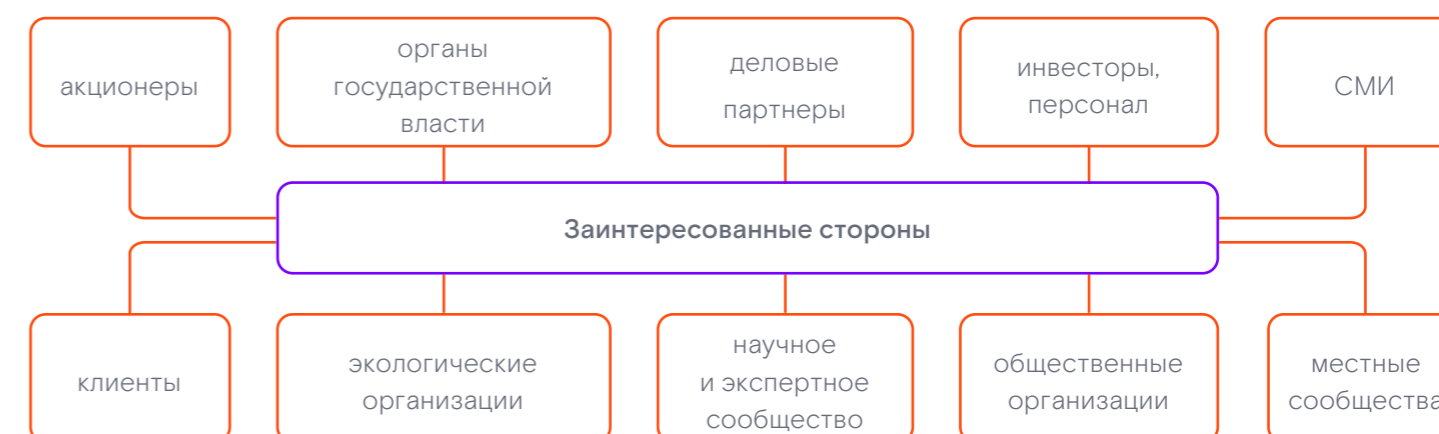 акционеры
органы
государственной
власти
деловые
партнеры
инвесторы,
персонал
СМИ
Заинтересованные стороны
клиенты
экологические
организации
научное
и экспертное
сообщество
общественные
организации
местные
сообщества